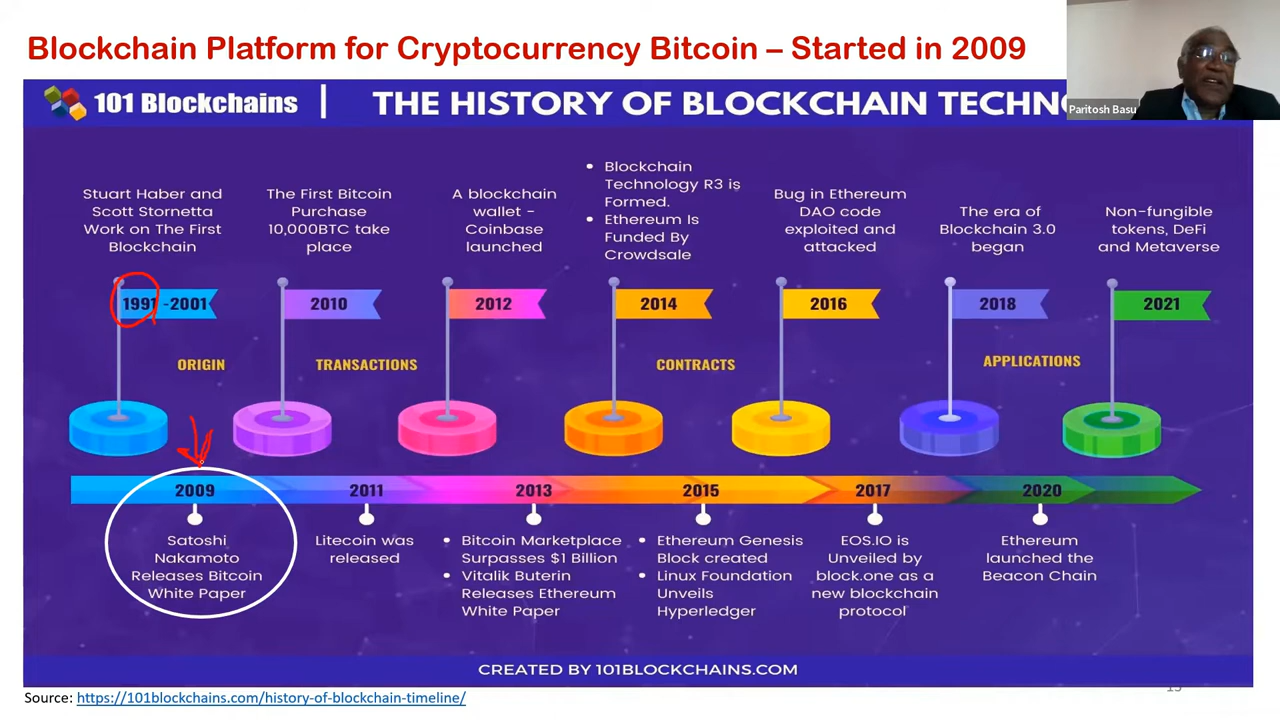 Blockchain Platform for Cryptocurrency Bitcoin – Started in 2009
Paritosh Basu
101 Blockchains
THE HISTORY OF BLOCKCHAIN
Stuart Haber and
Scott Stornetta
Work on The First
Blockchain
The First Bitcoin
Purchase
10,000BTC take
place
A blockchain
wallet -
Coinbase
launched
• Blockchain
Technology R3 is
Formed.
• Ethereum Is
Funded By
Crowdsale
Bug in Ethereum
DAO code
exploited and
attacked
The era of
Blockchain 3.0
began
Non-fungible
tokens, DeFi
and Metaverse
1991 -2001
2010
2012
2014
2016
2018
2021
ORIGIN
TRANSACTIONS
CONTRACTS
APPLICATIONS
2009
2011
2013
2015
2017
2020
Satoshi
Nakamoto
Releases Bitcoin
White Paper
Litecoin was
released
• Bitcoin Marketplace
Surpasses $1 Billion
• Vitalik Buterin
Releases Ethereum
White Paper
• Ethereum Genesis
Block created
• Linux Foundation
Unveils
Hyperledger
EOS.IO is
Unveiled by
block.one as a
new blockchain
protocol
Ethereum
launched the
Beacon Chain
CREATED BY 101BLOCKCHAINS.COM
Source: https://101blockchains.com/history-of-blockchain-timeline/